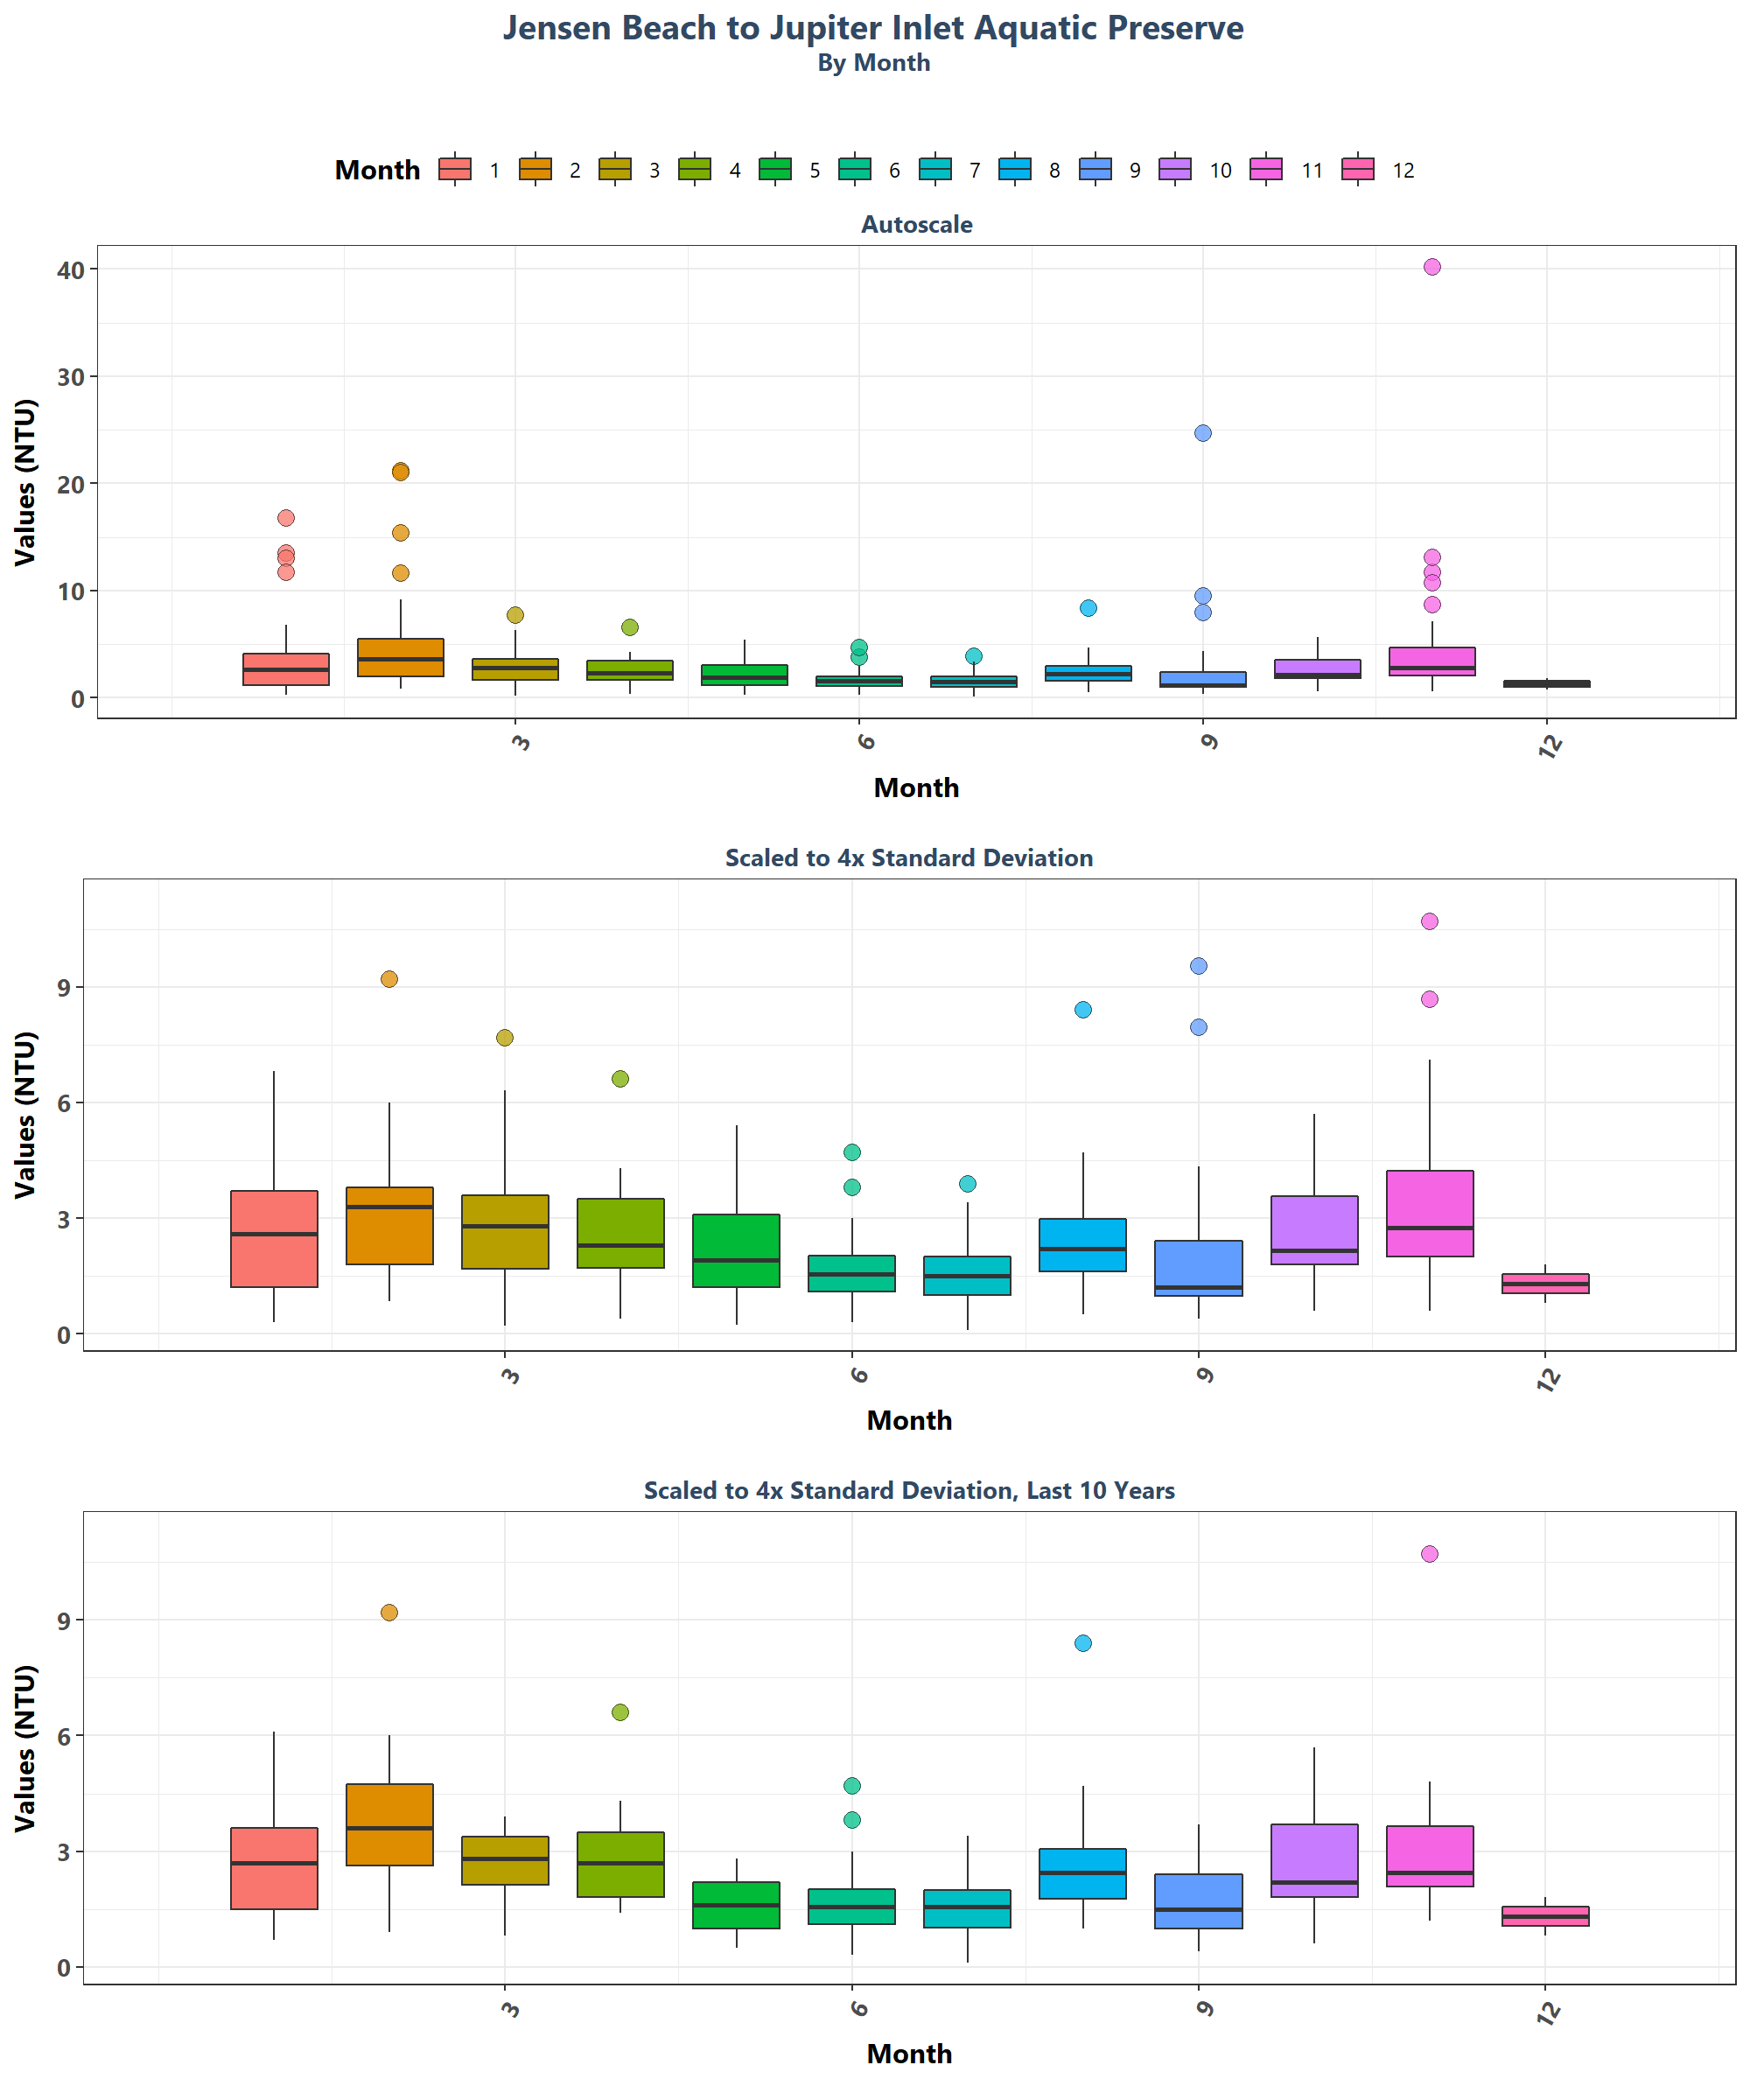 Jensen Beach to Jupiter Inlet Aquatic Preserve
By Month
Month 1 2 3 4 5 6 7 8 9 10 11 12
Autoscale
Values (NTU)
40
30
20
10
0
3 6 9 12
Month
Scaled to 4x Standard Deviation
Values (NTU)
9
6
3
0
3 6 9 12
Month
Scaled to 4x Standard Deviation, Last 10 Years
Values (NTU)
9
6
3
0
3 6 9 12
Month